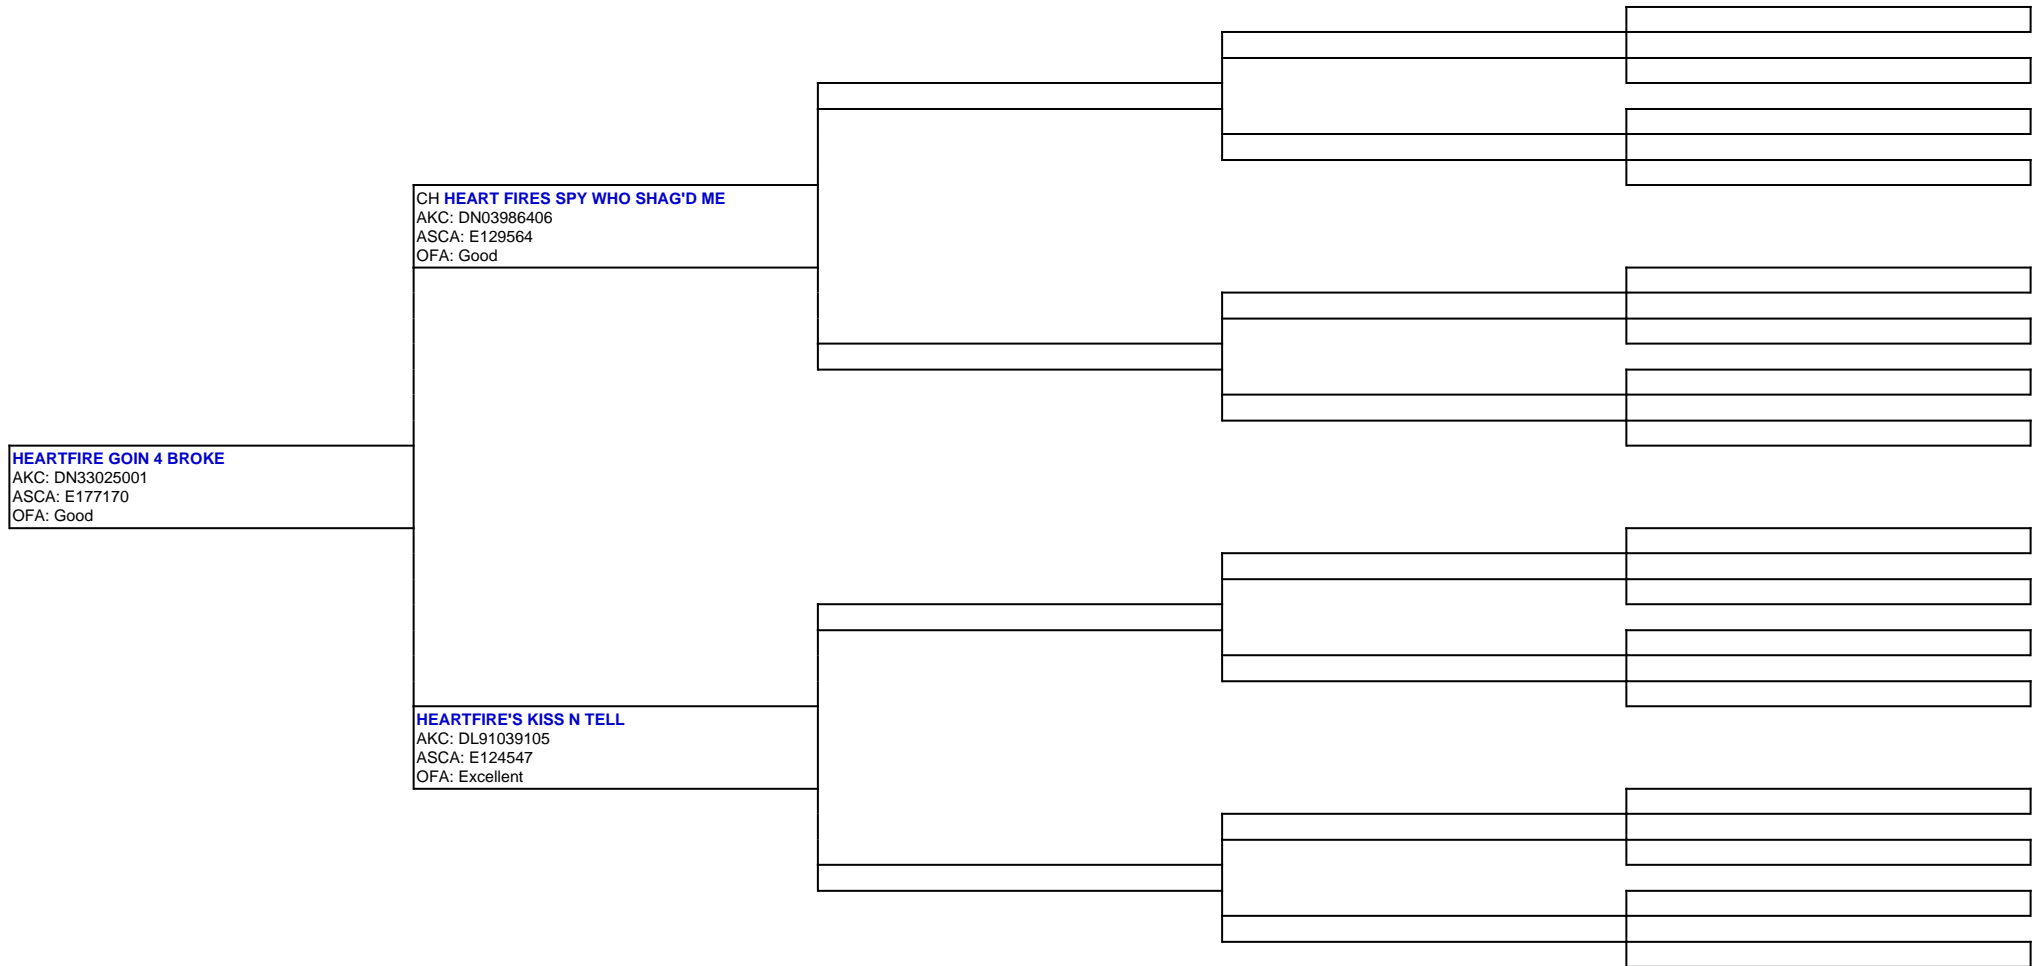 CH HEART FIRES SPY WHO SHAG'D ME
AKC: DN03986406
ASCA: E129564
OFA: Good
HEARTFIRE GOIN 4 BROKE
AKC: DN33025001
ASCA: E177170
OFA: Good
HEARTFIRE'S KISS N TELL
AKC: DL91039105
ASCA: E124547
OFA: Excellent